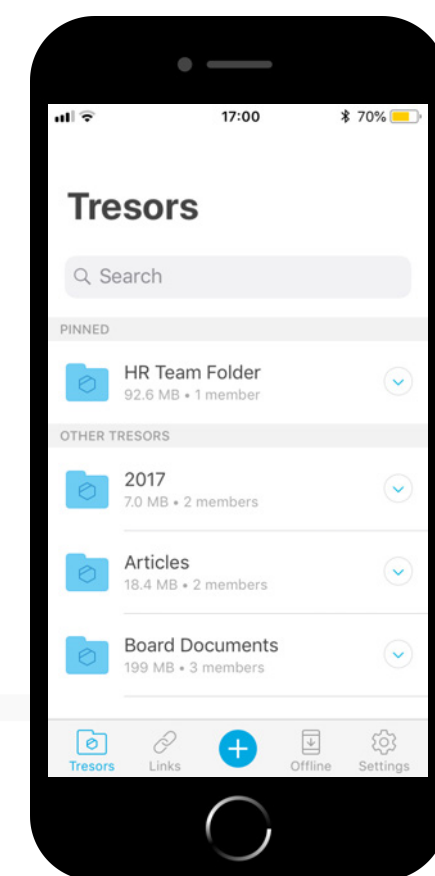 17:00
70%
Tresors
Search
PINNED
HR Team Folder
92.6 MB • 1 member
OTHER TRESORS
2017
7.0 MB • 2 members
Articles
18.4 MB • 2 members
Board Documents
199 MB • 3 members
Tresors
Links
Offline
Settings